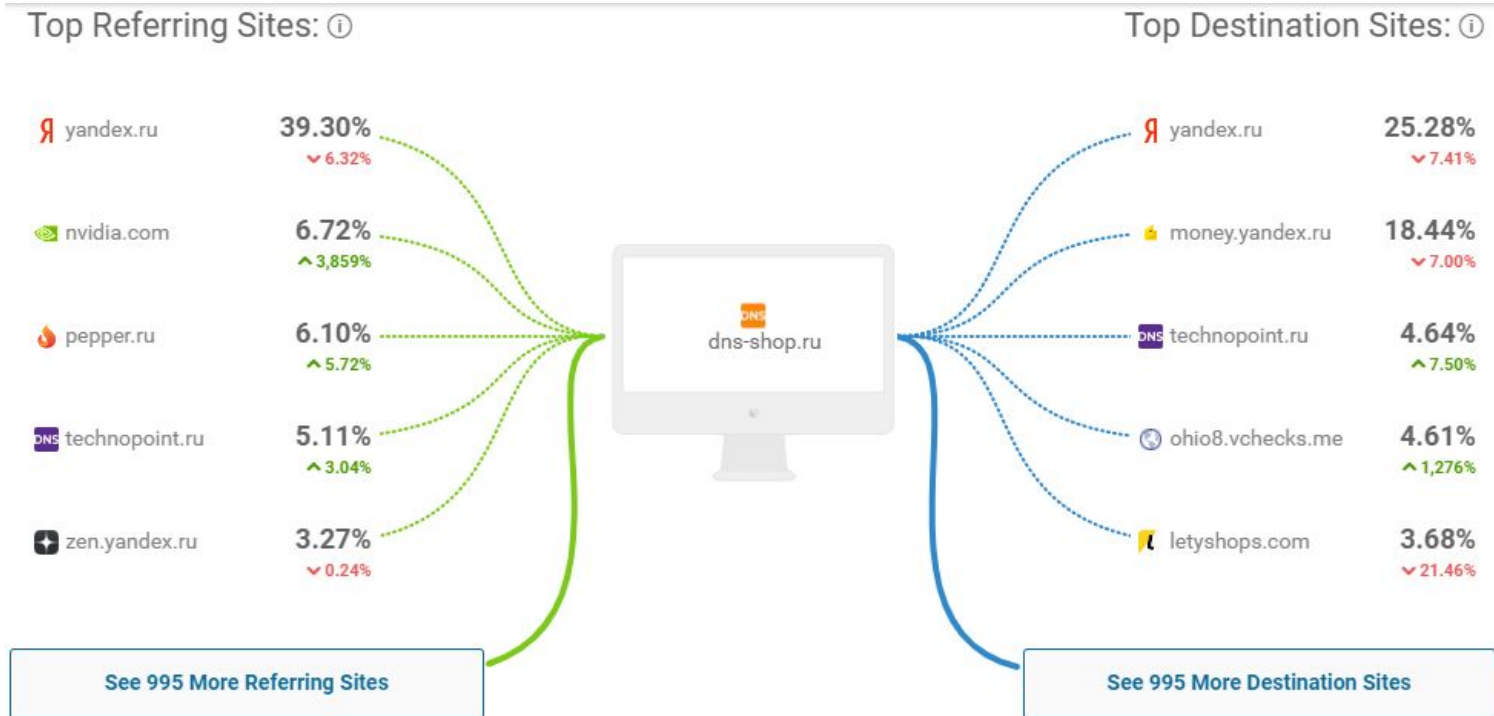 Top Referring Sites:
Top Destination Sites:
Я yandex.ru 39.30%
6.32%
nvidia.com 6.72%
3,859%
pepper.ru 6.10%
5.72%
DNS technopoint.ru 5.11%
3.04%
zen.yandex.ru 3.27%
0.24%
See 995 More Referring Sites
DNS
dns-shop.ru
Я yandex.ru 25.28%
7.41%
money.yandex.ru 18.44%
7.00%
DNS technopoint.ru 4.64%
7.50%
ohio8.vchecks.me 4.61%
1,276%
letyshops.com 3.68%
21.46%
See 995 More Destination Sites